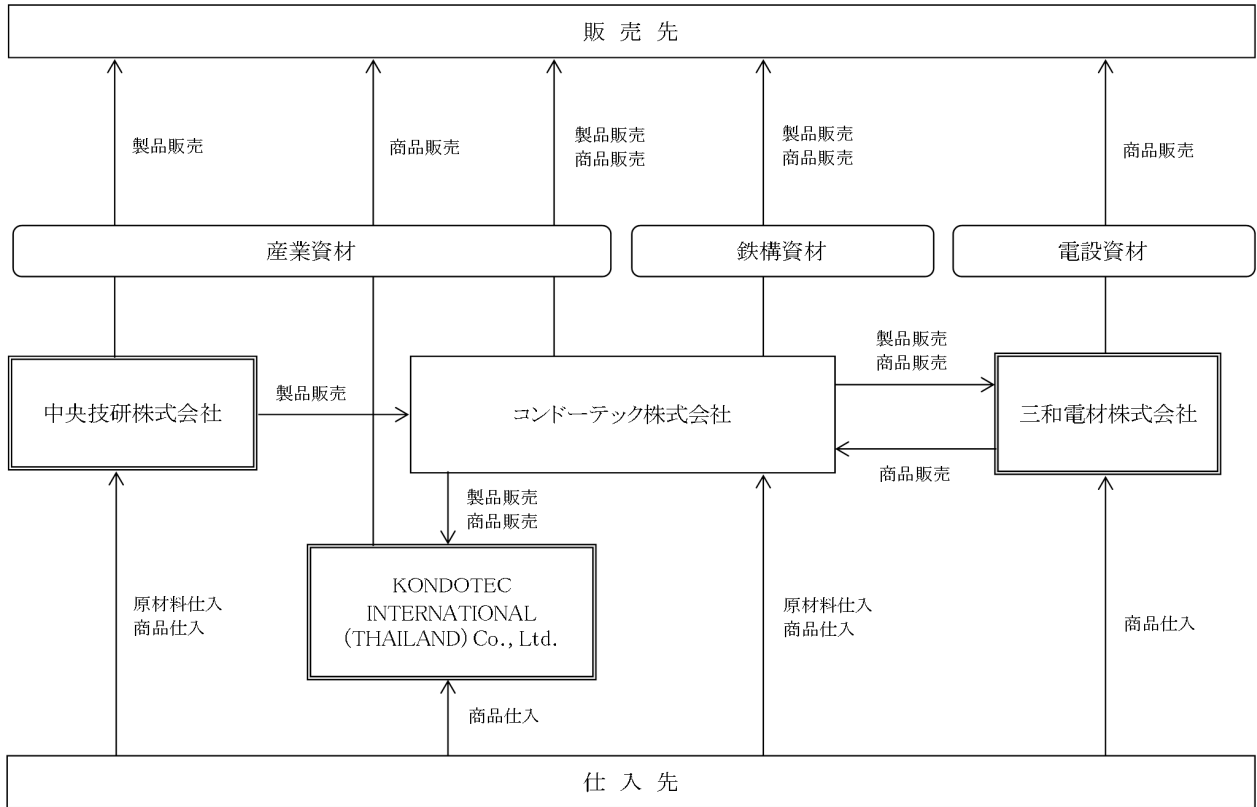 販売先
製品販売
商品販売
製品販売
商品販売
製品販売
商品販売
商品販売
産業資材
鉄構資材
電設資材
中央技研株式会社
製品販売
コンドーテック株式会社
製品販売
商品販売
商品販売
三和電材株式会社
製品販売
商品販売
KONDOTEC
INTERNATIONAL
(THAILAND) Co., Ltd.
原材料仕入
商品仕入
商品仕入
原材料仕入
商品仕入
商品仕入
仕入先